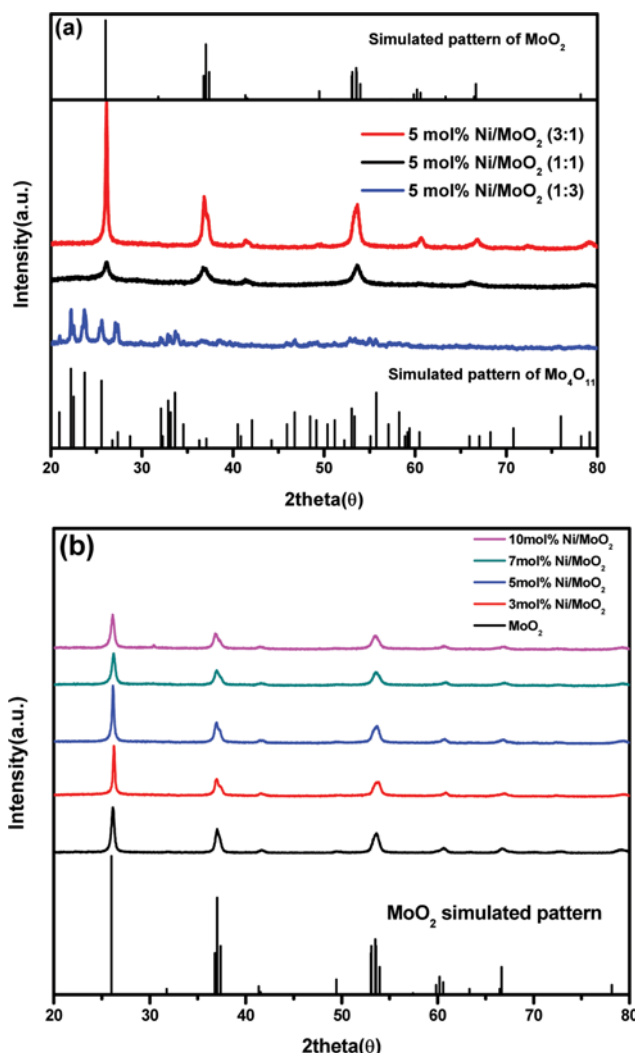 (a)
Simulated pattern of MoO₂
5 mol% Ni/MoO₂ (3:1)
5 mol% Ni/MoO₂ (1:1)
5 mol% Ni/MoO₂ (1:3)
Intensity(a.u.)
Simulated pattern of Mo₄O₁₁
20 30 40 50 60 70 80
2theta(θ)
(b)
10mol% Ni/MoO₂
7mol% Ni/MoO₂
5mol% Ni/MoO₂
3mol% Ni/MoO₂
MoO₂
Intensity(a.u.)
MoO₂ simulated pattern
20 30 40 50 60 70 80
2theta(θ)